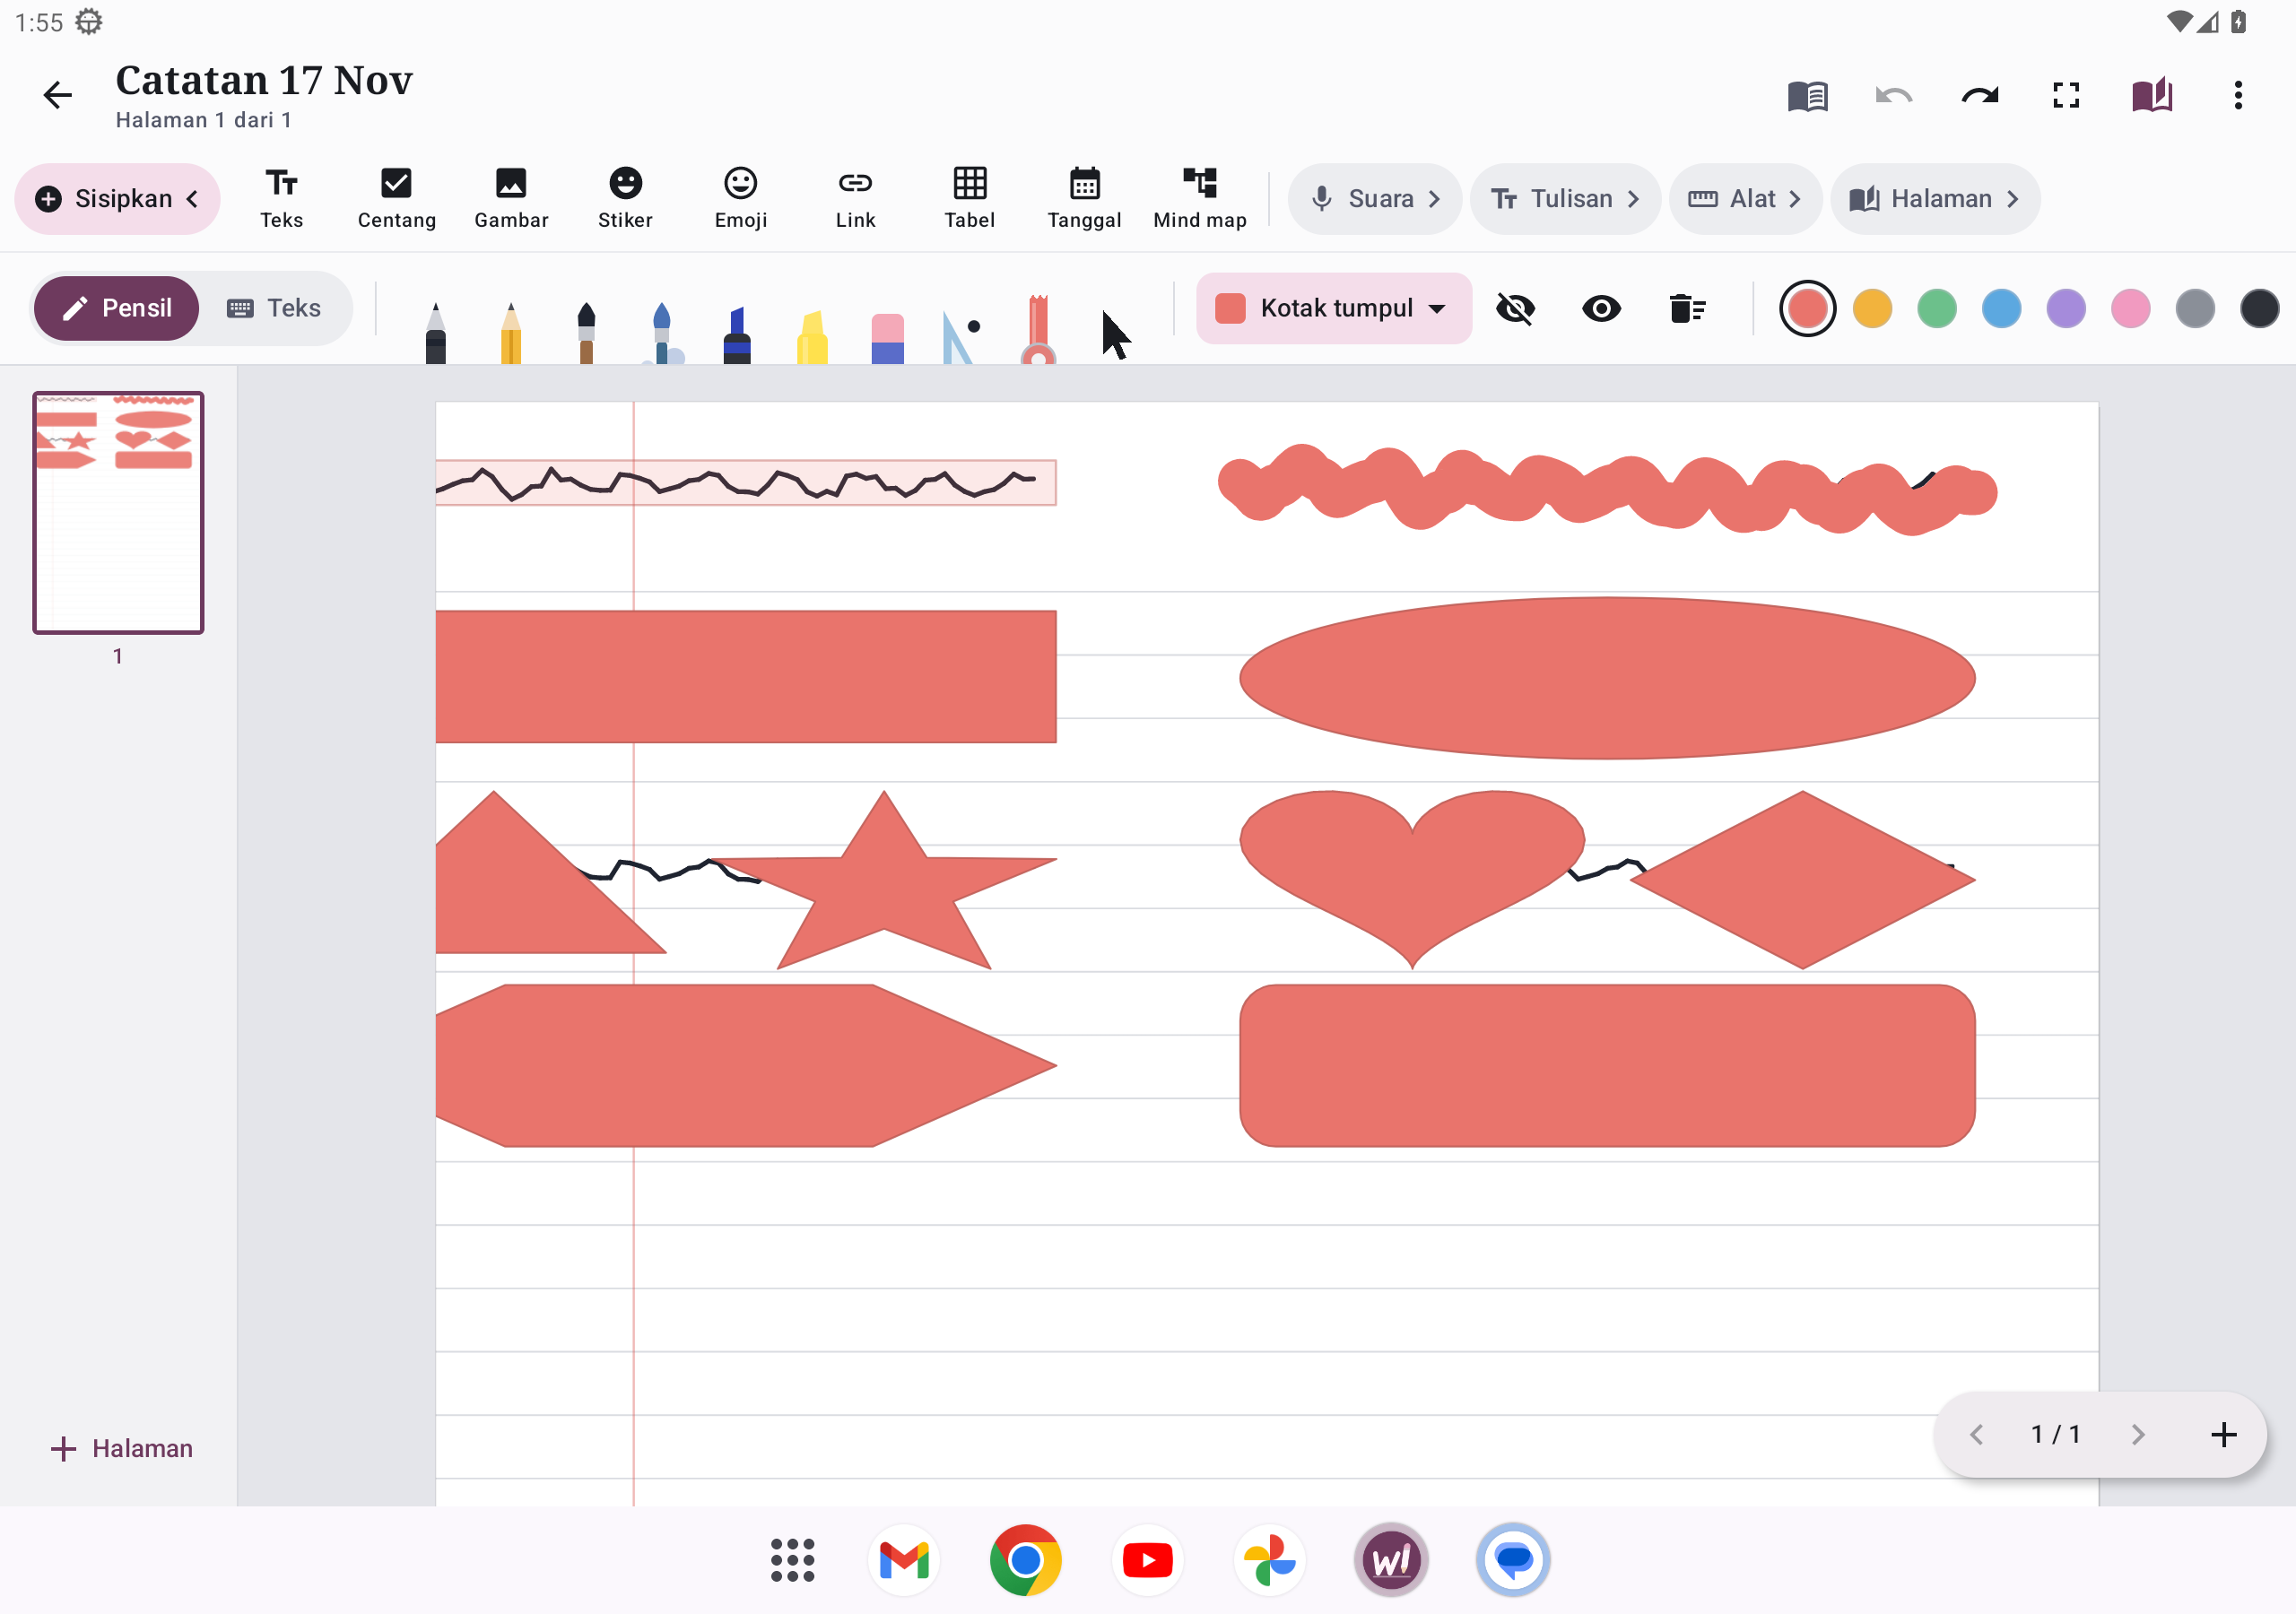 1:55
Catatan 17 Nov
Halaman 1 dari 1
Sisipkan
Teks
Centang
Gambar
Stiker
Emoji
Link
Tabel
Tanggal
Mind map
Suara
Tulisan
Alat
Halaman
Pensil
Teks
Kotak tumpul
1
Halaman
1 / 1